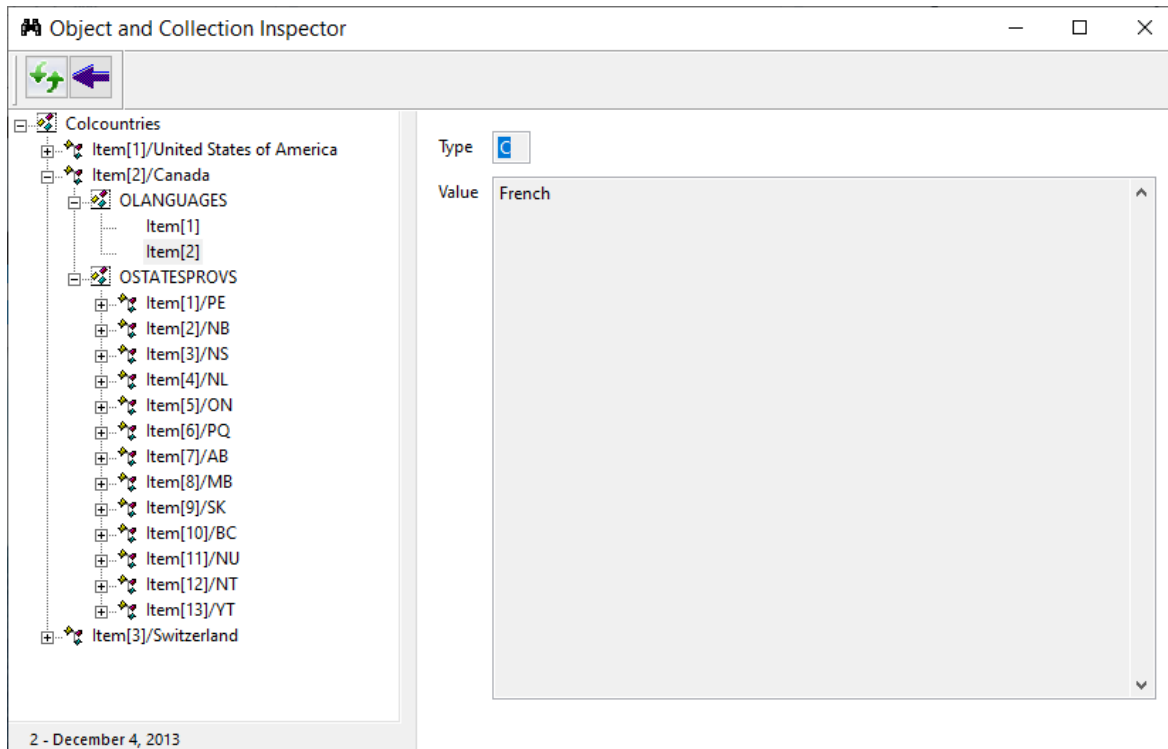 Object and Collection Inspector
Colcountries
Item[1]/United States of America
Item[2]/Canada
OLANGUAGES
Item[1]
Item[2]
OSTATESPROVS
Item[1]/PE
Item[2]/NB
Item[3]/NS
Item[4]/NL
Item[5]/ON
Item[6]/PQ
Item[7]/AB
Item[8]/MB
Item[9]/SK
Item[10]/BC
Item[11]/NU
Item[12]/NT
Item[13]/YT
Item[3]/Switzerland
2 - December 4, 2013
Type C
Value French